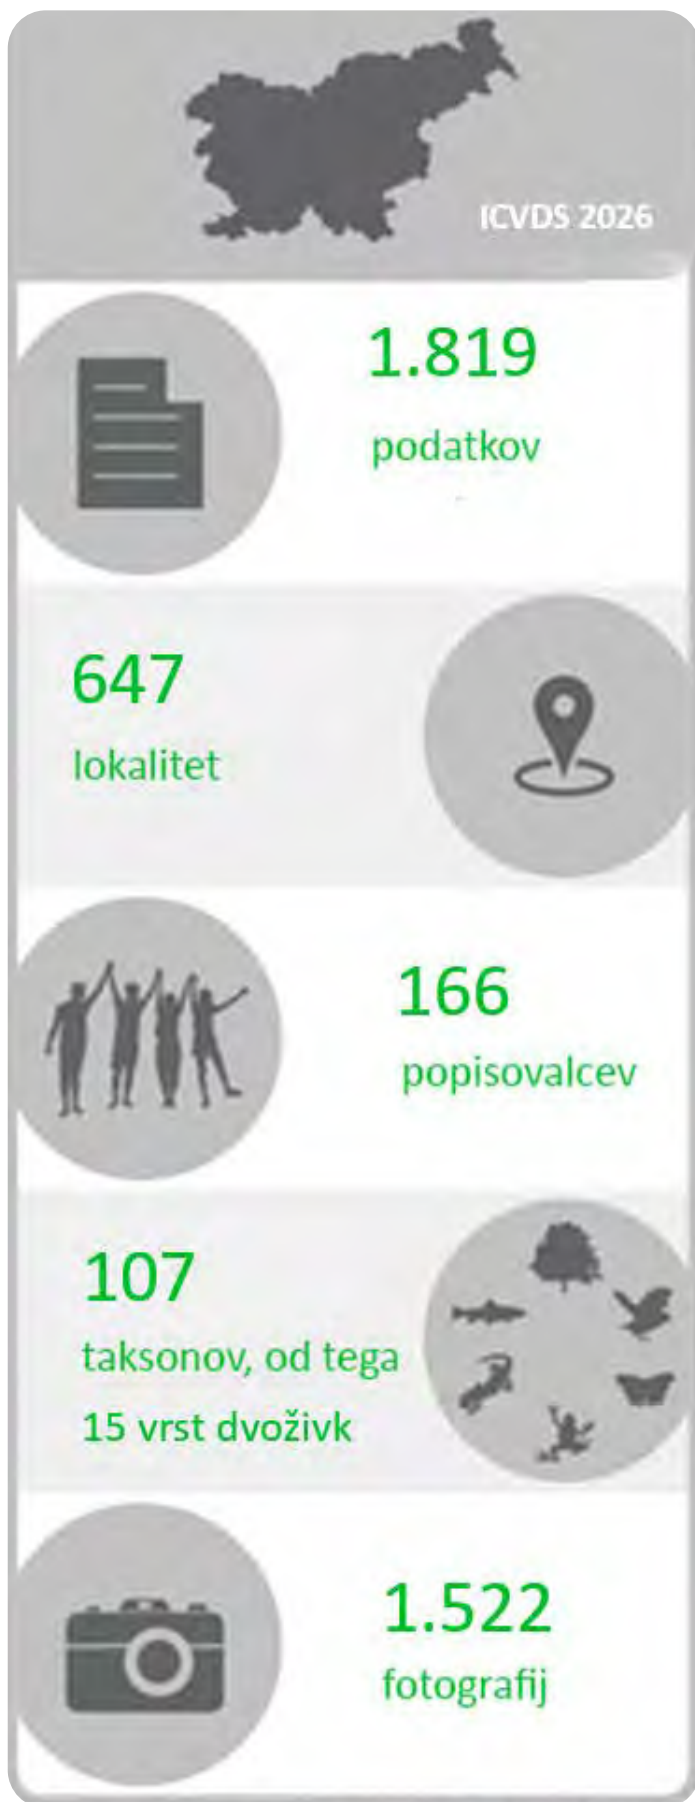 ICVDS 2026
1.819
podatkov
647
lokalitet
166
popisovalcev
107
taksonov, od tega
15 vrst dvoživk
1.522
fotografij